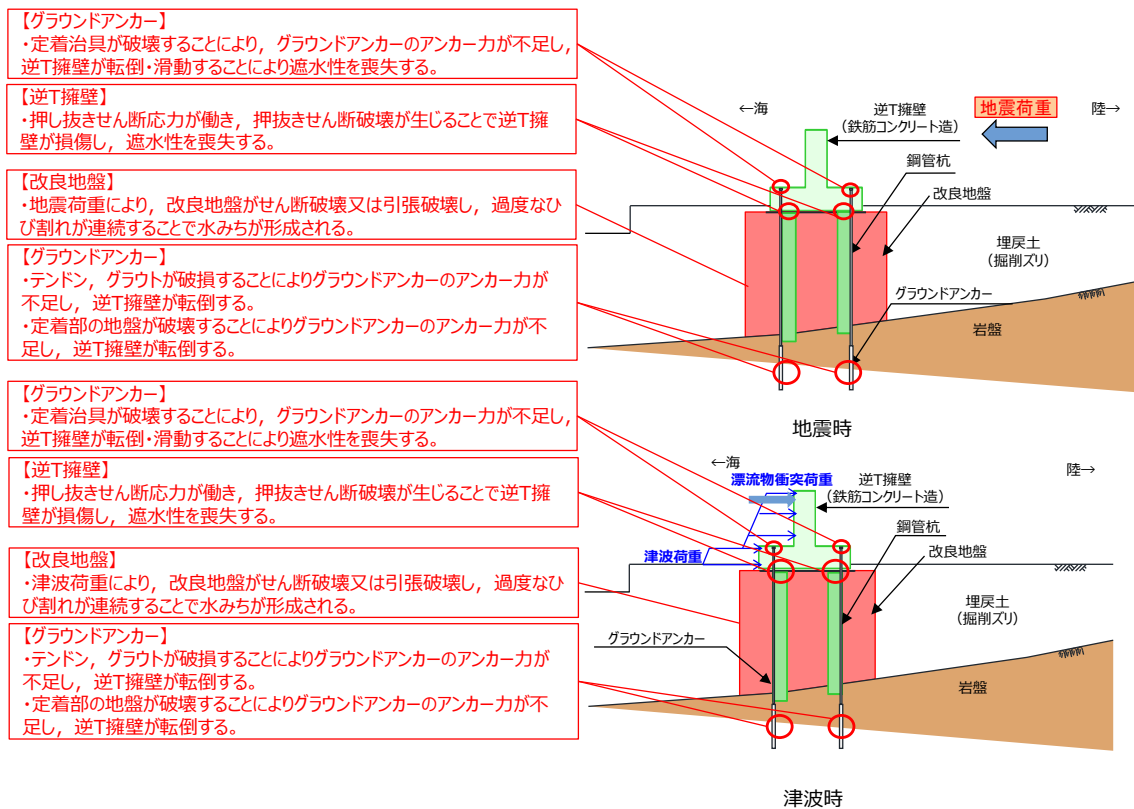 【グラウンドアンカー】
・定着治具が破壊することにより，グラウンドアンカーのアンカー力が不足し，
逆T擁壁が転倒・滑動することにより遮水性を喪失する。
【逆T擁壁】
・押し抜きせん断応力が働き，押抜きせん断破壊が生じることで逆T擁
壁が損傷し，遮水性を喪失する。
【改良地盤】
・地震荷重により，改良地盤がせん断破壊又は引張破壊し，過度なひ
び割れが連続することで水みちが形成される。
【グラウンドアンカー】
・テンドン，グラウトが破損することによりグラウンドアンカーのアンカー力が
不足し，逆T擁壁が転倒する。
・定着部の地盤が破壊することによりグラウンドアンカーのアンカー力が不
足し，逆T擁壁が転倒する。
←海
逆T擁壁
（鉄筋コンクリート造）
地震荷重
陸→
鋼管杭
改良地盤
埋戻土
（掘削ズリ）
グラウンドアンカー
岩盤
地震時
【グラウンドアンカー】
・定着治具が破壊することにより，グラウンドアンカーのアンカー力が不足し，
逆T擁壁が転倒・滑動することにより遮水性を喪失する。
【逆T擁壁】
・押し抜きせん断応力が働き，押抜きせん断破壊が生じることで逆T擁
壁が損傷し，遮水性を喪失する。
【改良地盤】
・津波荷重により，改良地盤がせん断破壊又は引張破壊し，過度なひ
び割れが連続することで水みちが形成される。
【グラウンドアンカー】
・テンドン，グラウトが破損することによりグラウンドアンカーのアンカー力が
不足し，逆T擁壁が転倒する。
・定着部の地盤が破壊することによりグラウンドアンカーのアンカー力が不
足し，逆T擁壁が転倒する。
←海
陸→
漂流物衝突荷重
逆T擁壁
（鉄筋コンクリート造）
鋼管杭
津波荷重
改良地盤
埋戻土
（掘削ズリ）
グラウンドアンカー
岩盤
津波時